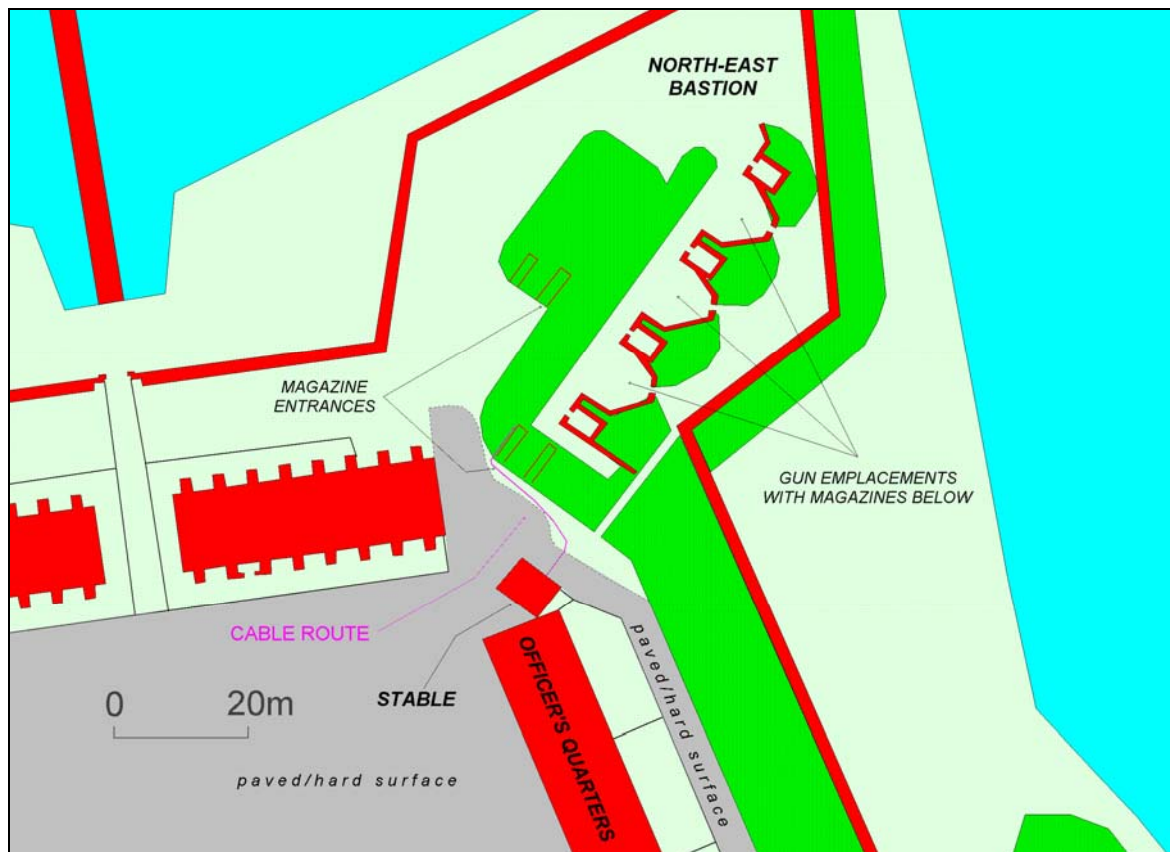 NORTH-EAST
BASTION
MAGAZINE
ENTRANCES
GUN EMPLACEMENTS
WITH MAGAZINES BELOW
CABLE ROUTE
STABLE
OFFICER'S QUARTERS
paved/hard surface
0 20m
paved/hard surface